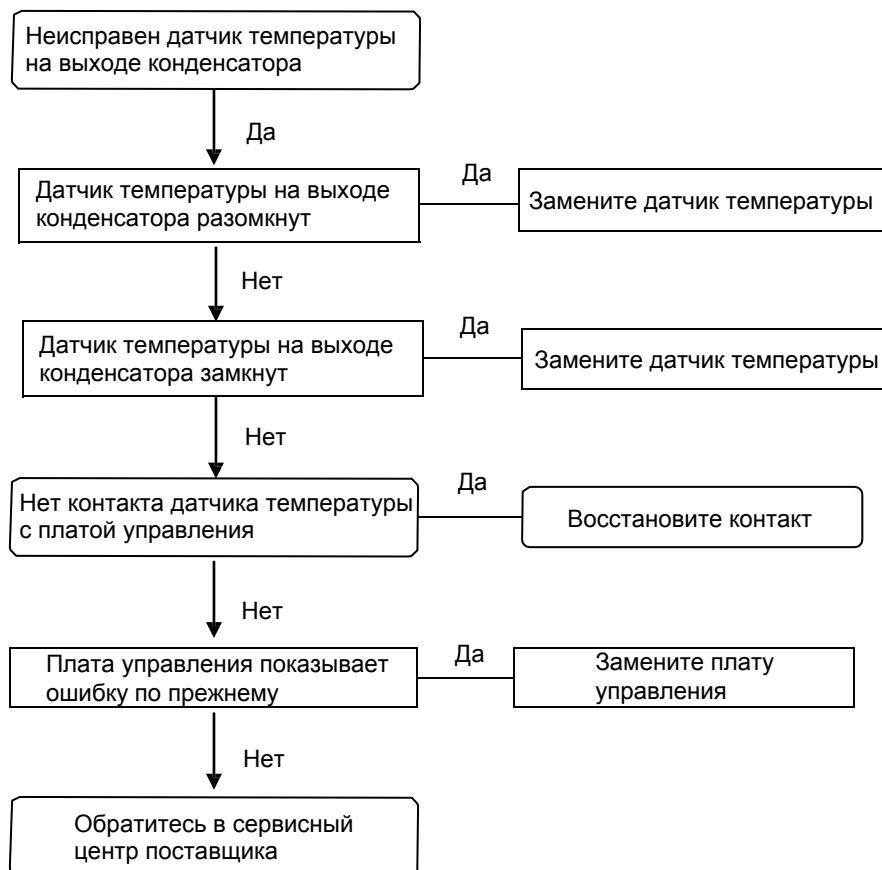 Неисправен датчик температуры
на выходе конденсатора
Да
Датчик температуры на выходе
конденсатора разомкнут
Да
Замените датчик температуры
Нет
Датчик температуры на выходе
конденсатора замкнут
Да
Замените датчик температуры
Нет
Нет контакта датчика температуры
с платой управления
Да
Восстановите контакт
Нет
Плата управления показывает
ошибку по прежнему
Да
Замените плату
управления
Нет
Обратитесь в сервисный
центр поставщика